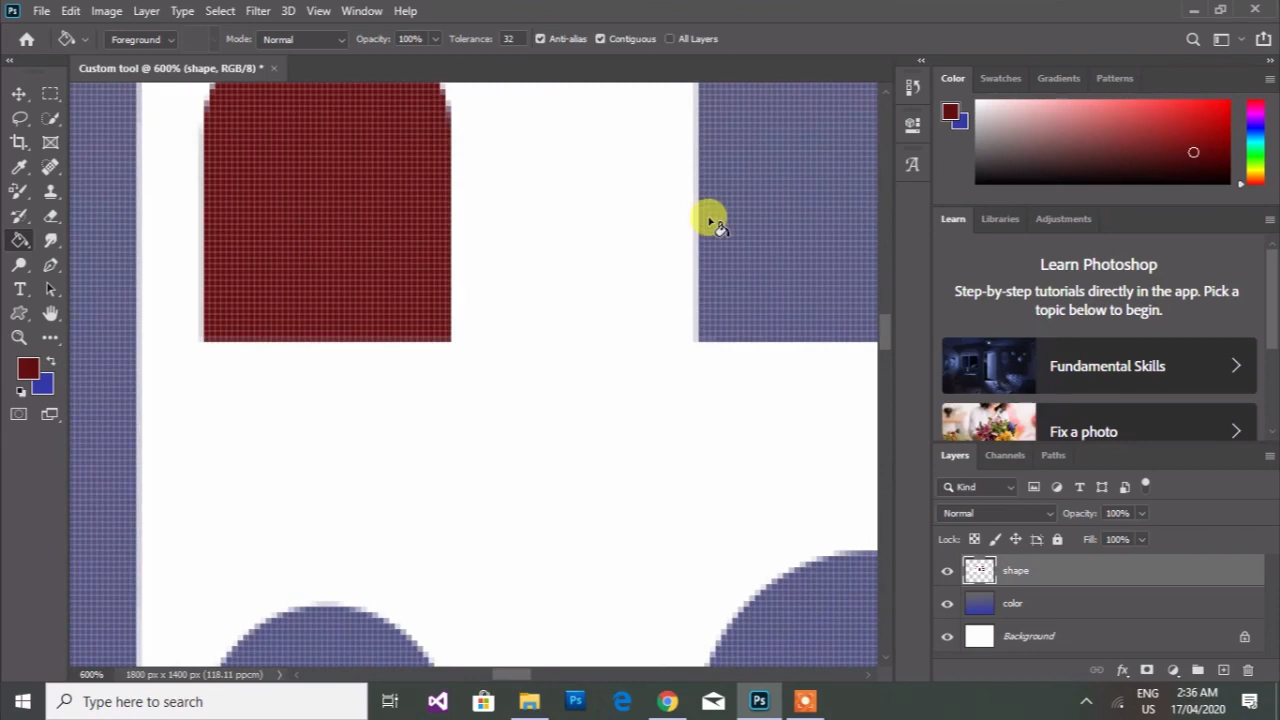 Ps File Edit Image Layer Type Select Filter 3D View Window Help
Foreground Mode: Normal Opacity: 100% Tolerance: 32 Anti-alias Contiguous All Layers
Custom tool @ 600% (shape, RGB/8) *
Color Swatches Gradients Patterns
Learn Libraries Adjustments
Learn Photoshop
Step-by-step tutorials directly in the app. Pick a
topic below to begin.
Fundamental Skills
Fix a photo
Layers Channels Paths
Kind
Normal Opacity: 100%
Lock: Fill: 100%
shape
color
Background
600% 1800 px x 1400 px (118.11 ppcm)
Type here to search
Ps
Ps
ENG
US
2:36 AM
17/04/2020